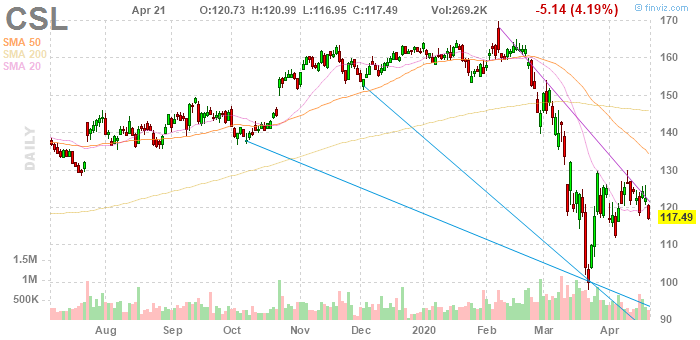 CSL Apr 21 O:120.73 H:120.99 L:116.95 C:117.49 Vol:269.2K -5.14 (4.19%) © finviz.com
SMA 50
SMA 200
SMA 20
DAILY
170
160
150
140
130
120
117.49
110
100
90
1.5M
1M
500K
Aug Sep Oct Nov Dec 2020 Feb Mar Apr